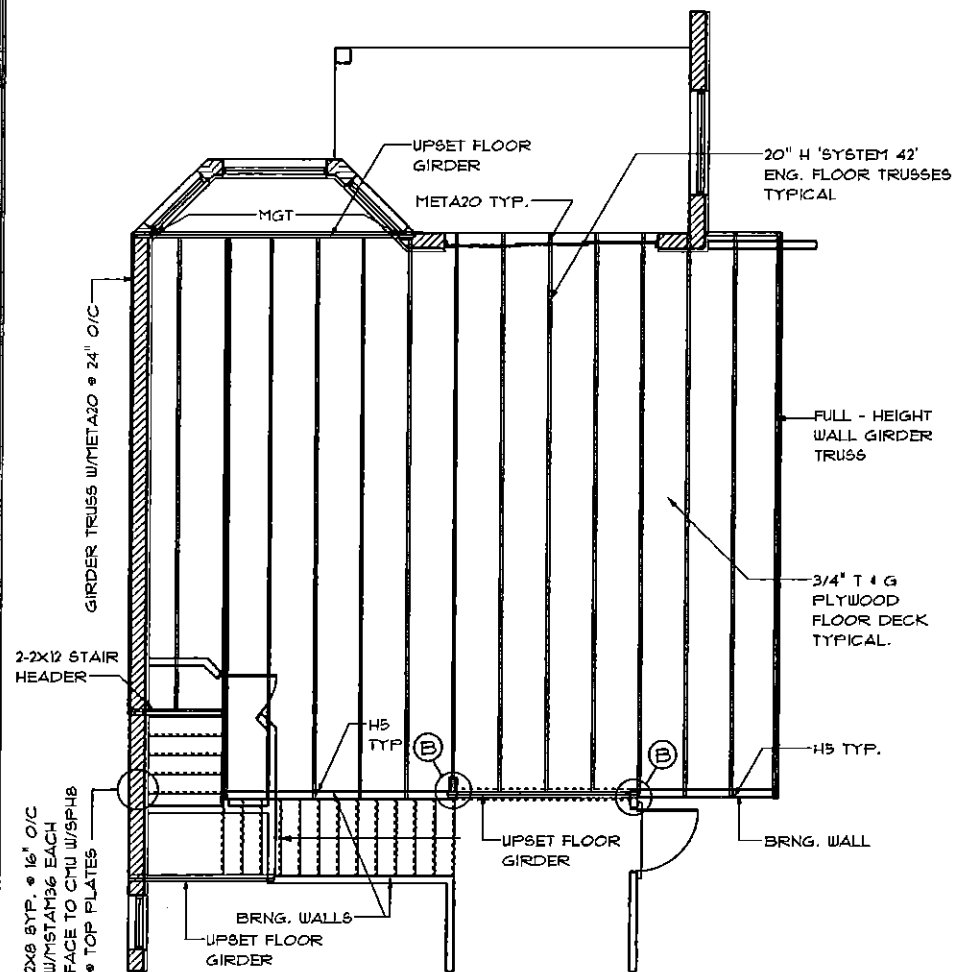 UPSET FLOOR
GIRDER
20" H 'SYSTEM 42'
ENG. FLOOR TRUSSES
TYPICAL
META20 TYP.
MGT
GIRDER TRUSS W/META20 @ 24" O/C
FULL - HEIGHT
WALL GIRDER
TRUSS
3/4" T & G
PLYWOOD
FLOOR DECK
TYPICAL.
2-2X12 STAIR
HEADER
H5
TYP
B
B
H5 TYP.
UPSET FLOOR
GIRDER
BRNG. WALL
2X8 SYP. @ 16" O/C
W/MSTAM36 EACH
FACE TO CMU W/SPH8
@ TOP PLATES
BRNG. WALLS
UPSET FLOOR
GIRDER